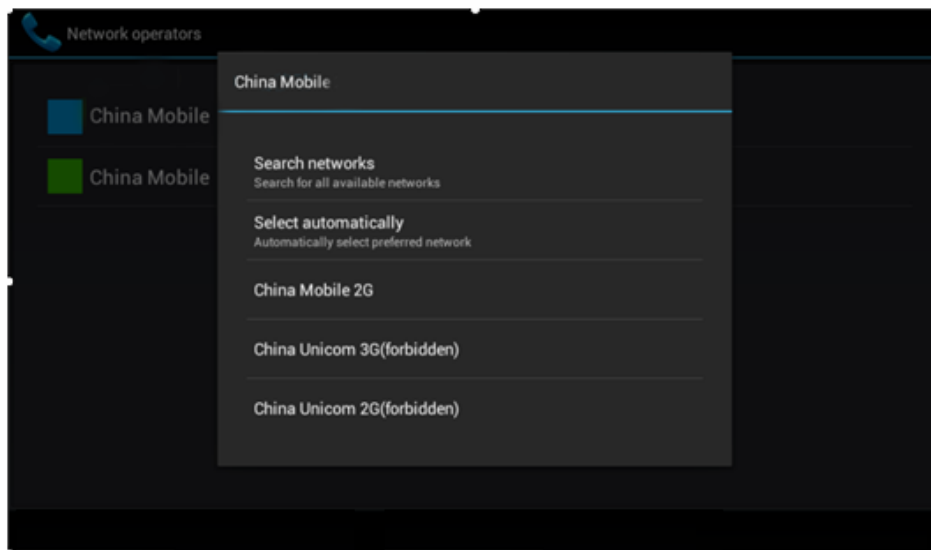 Network operators
China Mobile
China Mobile
China Mobile
Search networks
Search for all available networks
Select automatically
Automatically select preferred network
China Mobile 2G
China Unicom 3G(forbidden)
China Unicom 2G(forbidden)